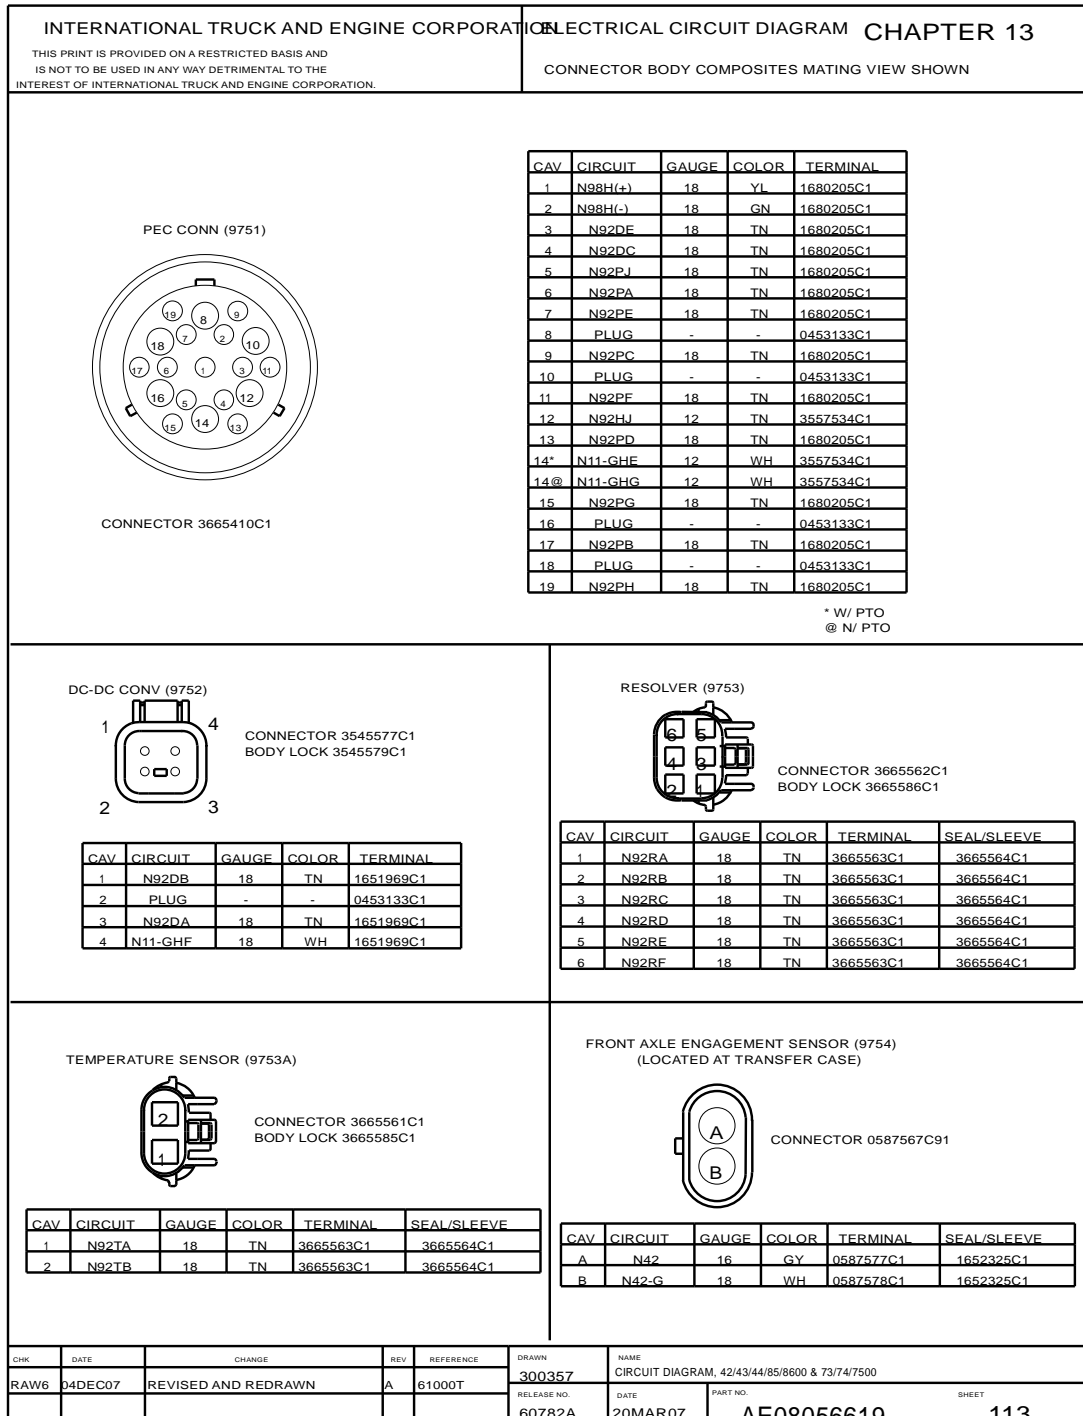 INTERNATIONAL TRUCK AND ENGINE CORPORATION
THIS PRINT IS PROVIDED ON A RESTRICTED BASIS AND
IS NOT TO BE USED IN ANY WAY DETRIMENTAL TO THE
INTEREST OF INTERNATIONAL TRUCK AND ENGINE CORPORATION.
ELECTRICAL CIRCUIT DIAGRAM CHAPTER 13
CONNECTOR BODY COMPOSITES MATING VIEW SHOWN
PEC CONN (9751)
19 8 9
18 7 2 10
17 6 1 3 11
16 5 4 12
15 14 13
CONNECTOR 3665410C1
CAV CIRCUIT GAUGE COLOR TERMINAL
1 N98H(+) 18 YL 1680205C1
2 N98H(-) 18 GN 1680205C1
3 N92DE 18 TN 1680205C1
4 N92DC 18 TN 1680205C1
5 N92PJ 18 TN 1680205C1
6 N92PA 18 TN 1680205C1
7 N92PE 18 TN 1680205C1
8 PLUG - - 0453133C1
9 N92PC 18 TN 1680205C1
10 PLUG - - 0453133C1
11 N92PF 18 TN 1680205C1
12 N92HJ 12 TN 3557534C1
13 N92PD 18 TN 1680205C1
14* N11-GHE 12 WH 3557534C1
14@ N11-GHG 12 WH 3557534C1
15 N92PG 18 TN 1680205C1
16 PLUG - - 0453133C1
17 N92PB 18 TN 1680205C1
18 PLUG - - 0453133C1
19 N92PH 18 TN 1680205C1
* W/ PTO
@ N/ PTO
DC-DC CONV (9752)
1 4
2 3
CONNECTOR 3545577C1
BODY LOCK 3545579C1
CAV CIRCUIT GAUGE COLOR TERMINAL
1 N92DB 18 TN 1651969C1
2 PLUG - - 0453133C1
3 N92DA 18 TN 1651969C1
4 N11-GHF 18 WH 1651969C1
RESOLVER (9753)
6 5
4 3
2 1
CONNECTOR 3665562C1
BODY LOCK 3665586C1
CAV CIRCUIT GAUGE COLOR TERMINAL SEAL/SLEEVE
1 N92RA 18 TN 3665563C1 3665564C1
2 N92RB 18 TN 3665563C1 3665564C1
3 N92RC 18 TN 3665563C1 3665564C1
4 N92RD 18 TN 3665563C1 3665564C1
5 N92RE 18 TN 3665563C1 3665564C1
6 N92RF 18 TN 3665563C1 3665564C1
TEMPERATURE SENSOR (9753A)
2
1
CONNECTOR 3665561C1
BODY LOCK 3665585C1
CAV CIRCUIT GAUGE COLOR TERMINAL SEAL/SLEEVE
1 N92TA 18 TN 3665563C1 3665564C1
2 N92TB 18 TN 3665563C1 3665564C1
FRONT AXLE ENGAGEMENT SENSOR (9754)
(LOCATED AT TRANSFER CASE)
A
B
CONNECTOR 0587567C91
CAV CIRCUIT GAUGE COLOR TERMINAL SEAL/SLEEVE
A N42 16 GY 0587577C1 1652325C1
B N42-G 18 WH 0587578C1 1652325C1
CHK DATE CHANGE REV REFERENCE
RAW6 04DEC07 REVISED AND REDRAWN A 61000T
DRAWN
300357
NAME
CIRCUIT DIAGRAM, 42/43/44/85/8600 & 73/74/7500
RELEASE NO.
60782A
DATE
20MAR07
PART NO.
AE08056619
SHEET
113